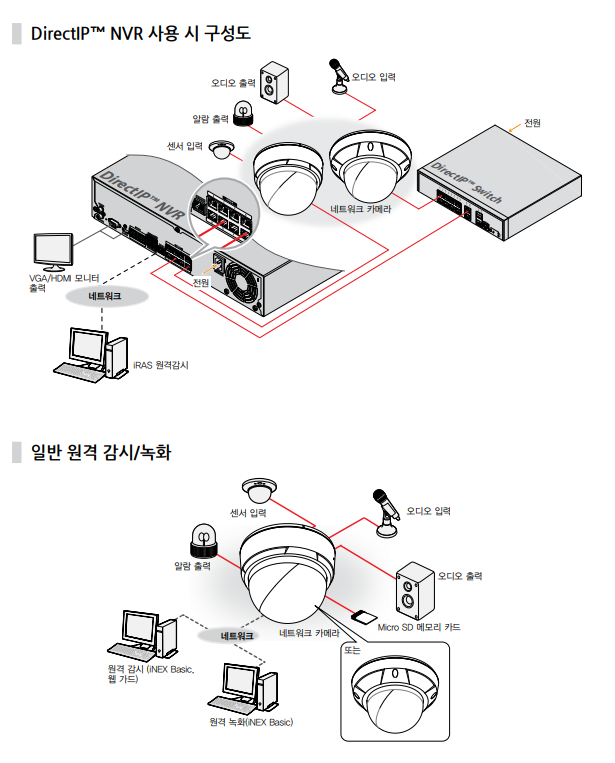 DirectIP™ NVR 사용 시 구성도
오디오 출력
오디오 입력
알람 출력
센서 입력
전원
DirectIP™ NVR
DirectIP™ Switch
네트워크 카메라
VGA/HDMI 모니터
출력
전원
네트워크
iRAS 원격감시
일반 원격 감시/녹화
센서 입력
오디오 입력
알람 출력
오디오 출력
Micro SD 메모리 카드
네트워크
네트워크 카메라
또는
원격 감시 (iNEX Basic,
웹 가드)
원격 녹화(iNEX Basic)